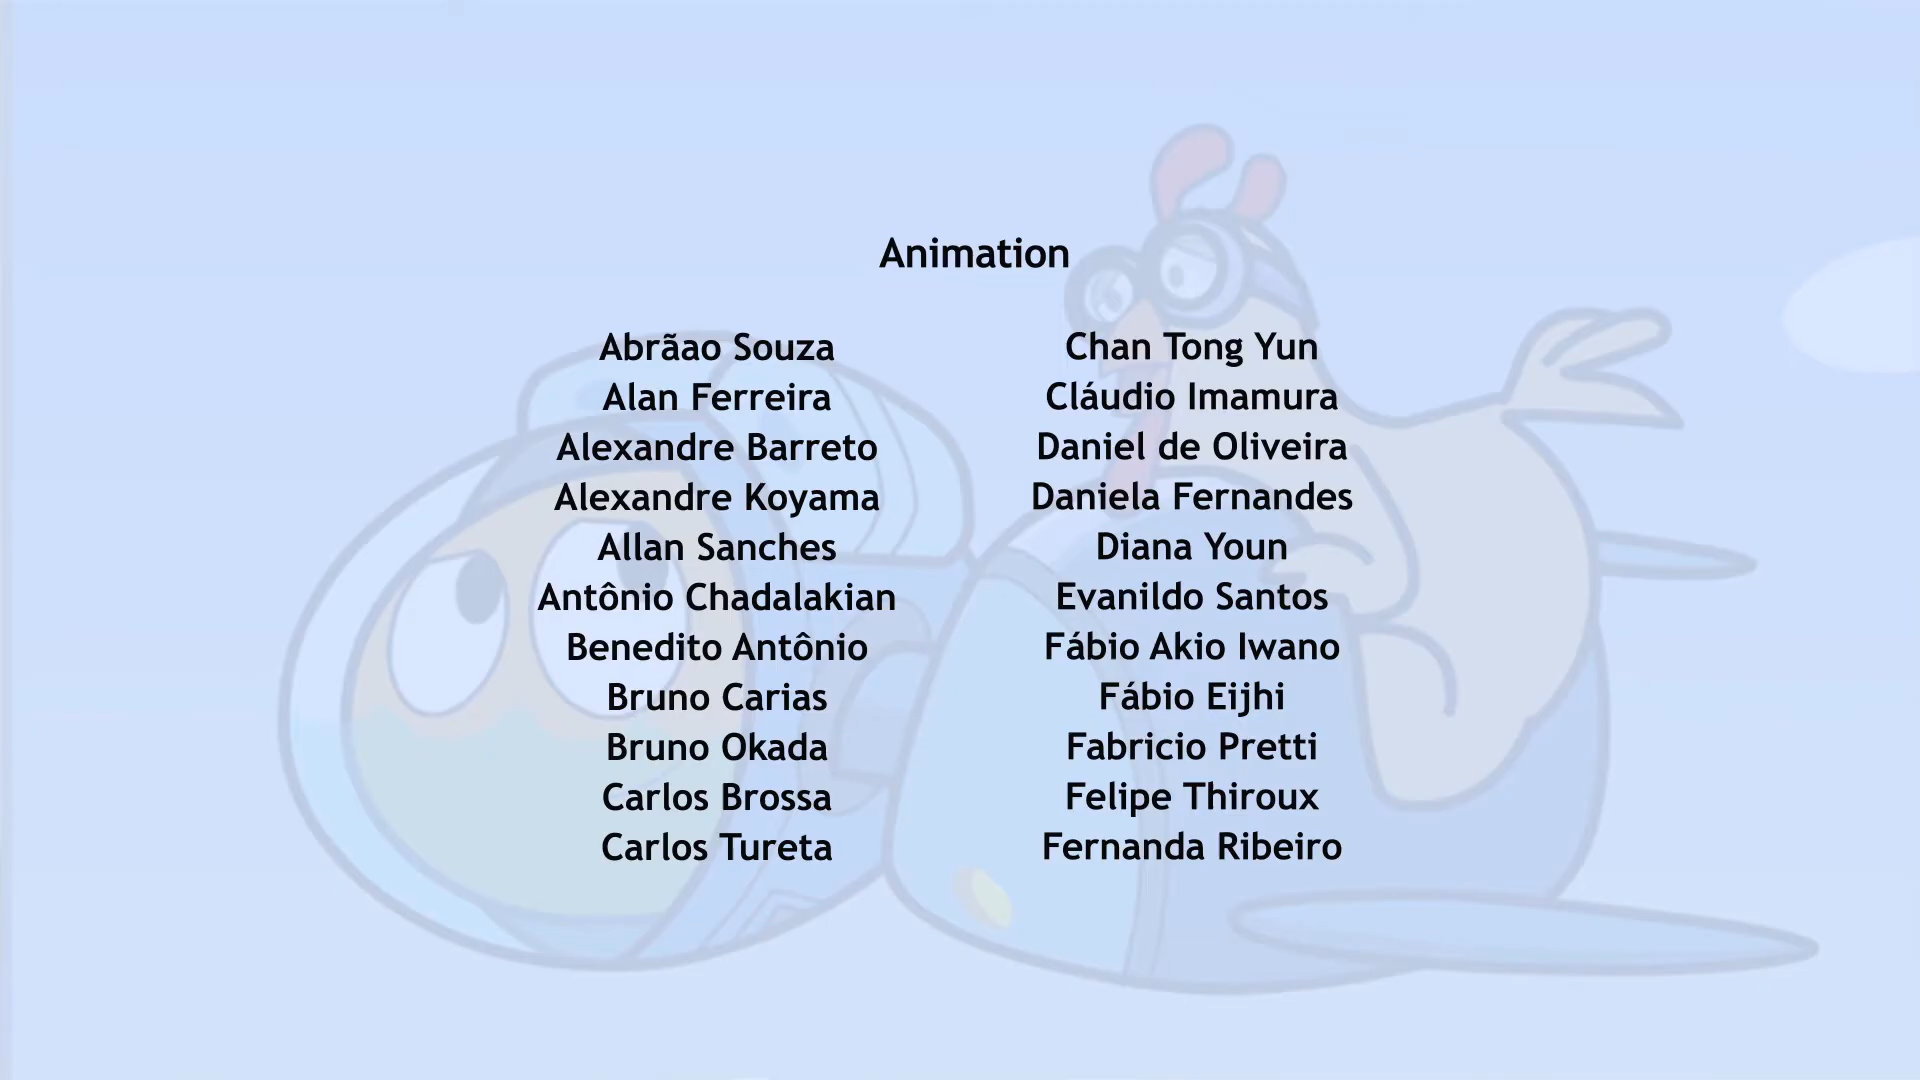 Animation
Abrãao Souza
Alan Ferreira
Alexandre Barreto
Alexandre Koyama
Allan Sanches
Antônio Chadalakian
Benedito Antônio
Bruno Carias
Bruno Okada
Carlos Brossa
Carlos Tureta
Chan Tong Yun
Cláudio Imamura
Daniel de Oliveira
Daniela Fernandes
Diana Youn
Evanildo Santos
Fábio Akio Iwano
Fábio Eijhi
Fabricio Pretti
Felipe Thiroux
Fernanda Ribeiro